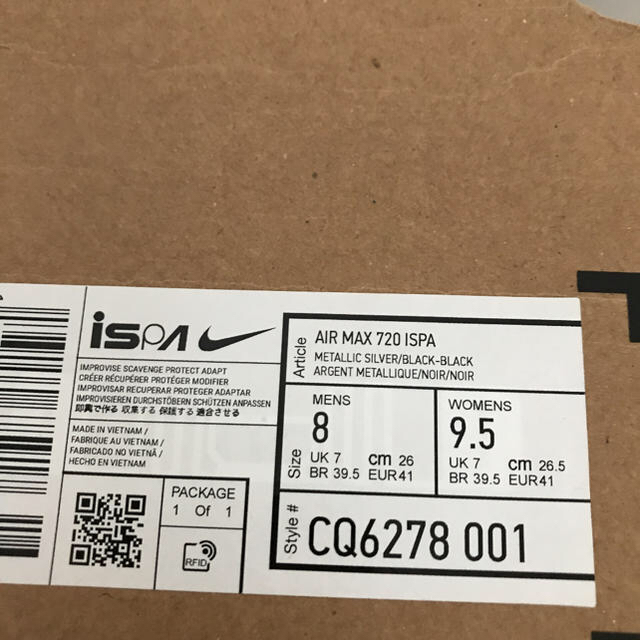 ispA
IMPROVISE SCAVENGE PROTECT ADAPT
CRÉER RÉCUPÉRER PROTÉGER MODIFIER
IMPROVISAR RECUPERAR PROTEGER ADAPTAR
IMPROVISIEREN DURCHSTÖBERN SCHÜTZEN ANPASSEN
即興で作る 収集する 保護する 適合させる
MADE IN VIETNAM /
FABRIQUE AU VIETNAM /
FABRICADO NO VIETNÃ /
HECHO EN VIETNAM
PACKAGE
1 Of 1
RFID
Article
AIR MAX 720 ISPA
METALLIC SILVER/BLACK-BLACK
ARGENT METALLIQUE/NOIR/NOIR
Size
MENS
8
UK 7 cm 26
BR 39.5 EUR41
WOMENS
9.5
UK 7 cm 26.5
BR 39.5 EUR41
Style #
CQ6278 001